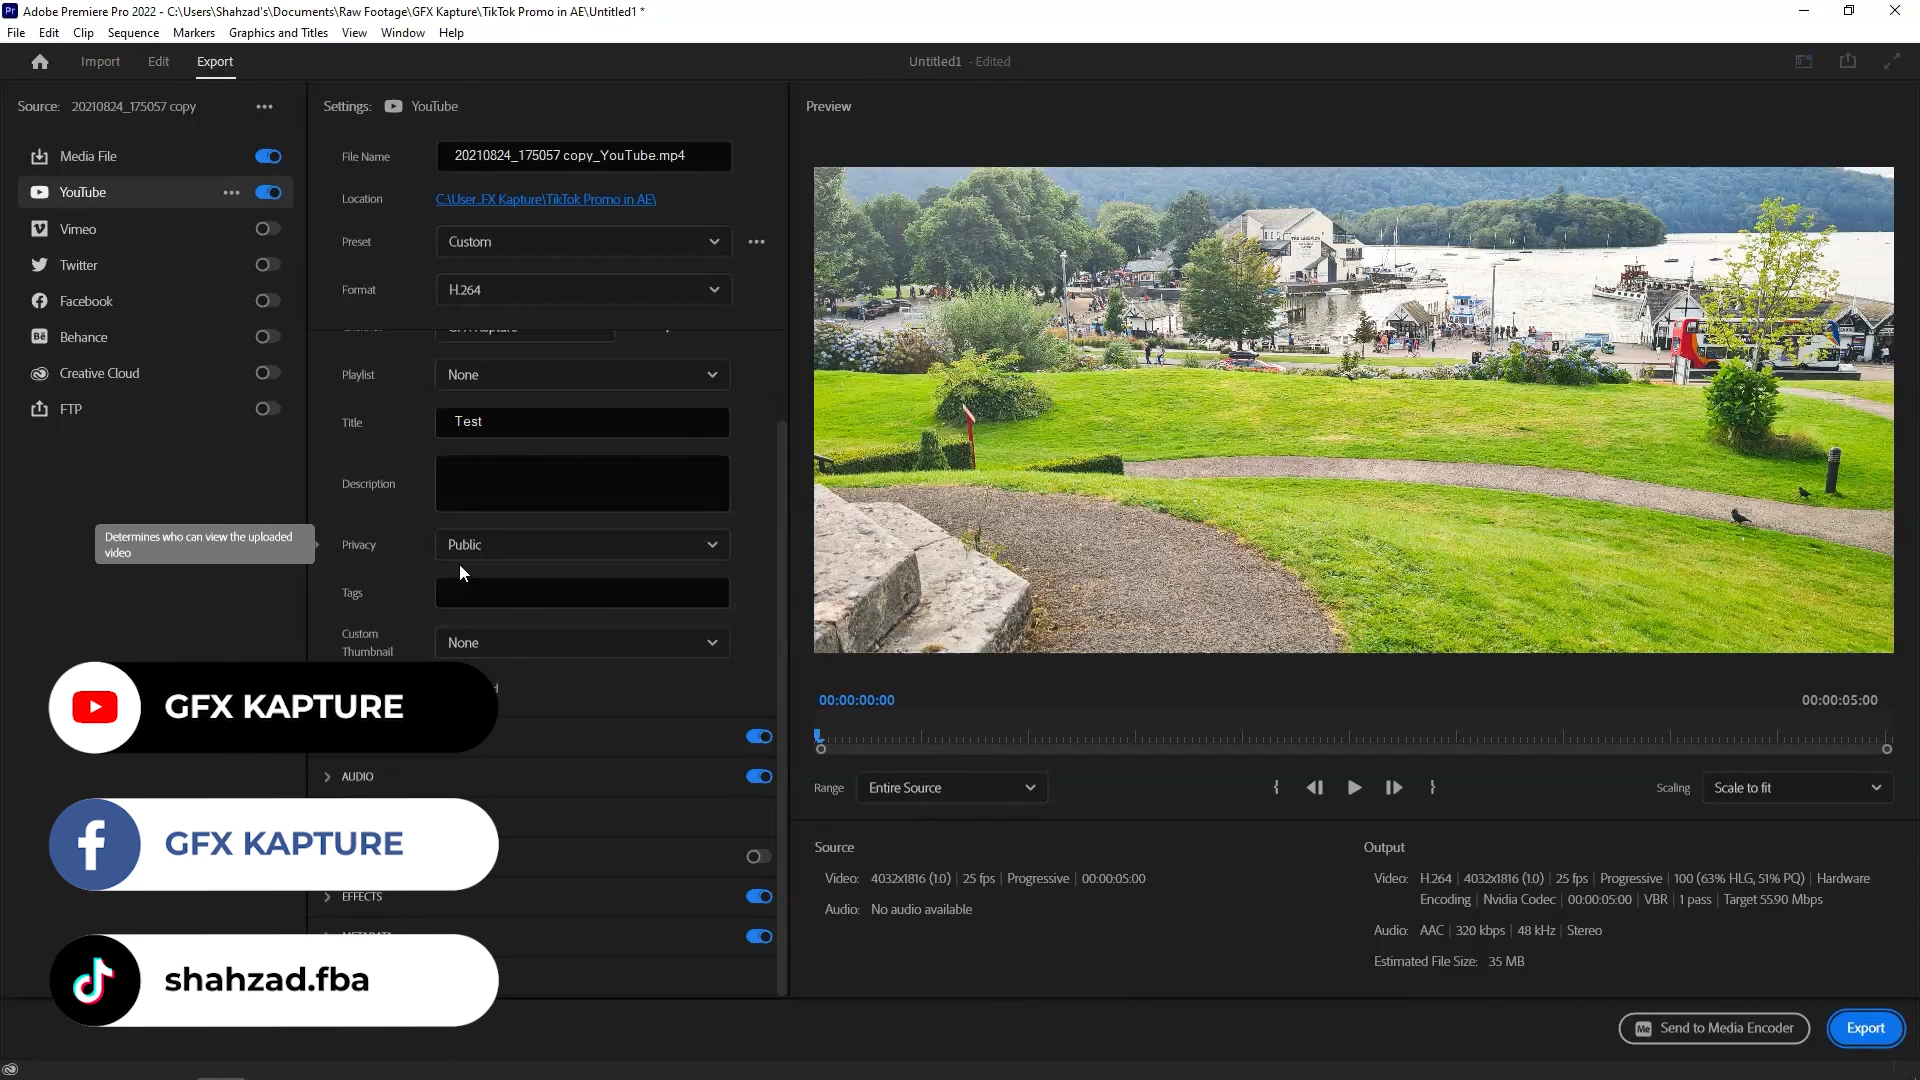 Pr Adobe Premiere Pro 2022 - C:\Users\Shahzad's\Documents\Raw Footage\GFX Kapture\TikTok Promo in AE\Untitled1 *
File Edit Clip Sequence Markers Graphics and Titles View Window Help
Import Edit Export Untitled1 - Edited
Source: 20210824_175057 copy
Media File
YouTube
Vimeo
Twitter
Facebook
Behance
Creative Cloud
FTP
Determines who can view the uploaded
video
Settings: YouTube
File Name 20210824_175057 copy_YouTube.mp4
Location C:\User...FX Kapture\TikTok Promo in AE\
Preset Custom
Format H.264
Playlist None
Title Test
Description
Privacy Public
Tags
Custom
Thumbnail None
AUDIO
EFFECTS
METADATA
GFX KAPTURE
GFX KAPTURE
shahzad.fba
Preview
00:00:00:00 00:00:05:00
Range Entire Source Scaling Scale to fit
Source
Video: 4032x1816 (1.0) | 25 fps | Progressive | 00:00:05:00
Audio: No audio available
Output
Video: H.264 | 4032x1816 (1.0) | 25 fps | Progressive | 100 (63% HLG, 51% PQ) | Hardware
Encoding | Nvidia Codec | 00:00:05:00 | VBR | 1 pass | Target 55.90 Mbps
Audio: AAC | 320 kbps | 48 kHz | Stereo
Estimated File Size: 35 MB
Me Send to Media Encoder Export